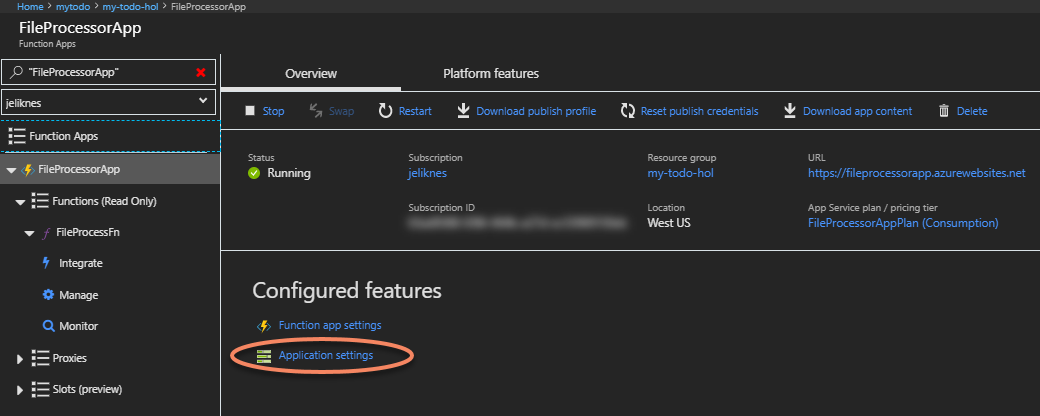 Home > mytodo > my-todo-hol > FileProcessorApp
FileProcessorApp
Function Apps
"FileProcessorApp"
jeliknes
Function Apps
FileProcessorApp
Functions (Read Only)
FileProcessFn
Integrate
Manage
Monitor
Proxies
Slots (preview)
Overview Platform features
Stop Swap Restart Download publish profile Reset publish credentials Download app content Delete
Status Subscription Resource group URL
Running jeliknes my-todo-hol https://fileprocessorapp.azurewebsites.net
Subscription ID Location App Service plan / pricing tier
West US FileProcessorAppPlan (Consumption)
Configured features
Function app settings
Application settings